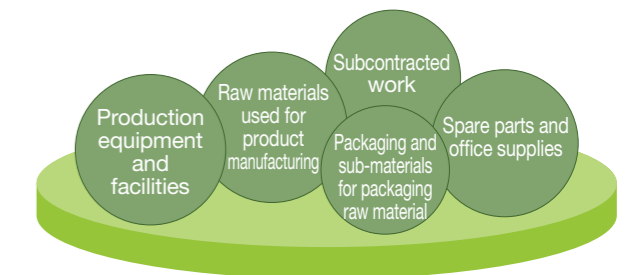 Production
equipment
and
facilities
Raw materials
used for
product
manufacturing
Subcontracted
work
Packaging and
sub-materials
for packaging
raw material
Spare parts and
office supplies